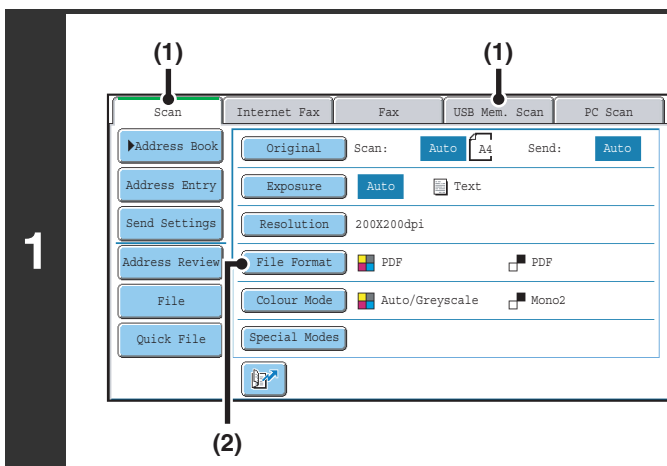 1
(1) (1)
Scan Internet Fax Fax USB Mem. Scan PC Scan
Address Book Original Scan: Auto A4 Send: Auto
Address Entry Exposure Auto Text
Send Settings Resolution 200X200dpi
Address Review File Format PDF PDF
File Colour Mode Auto/Greyscale Mono2
Quick File Special Modes
(2)